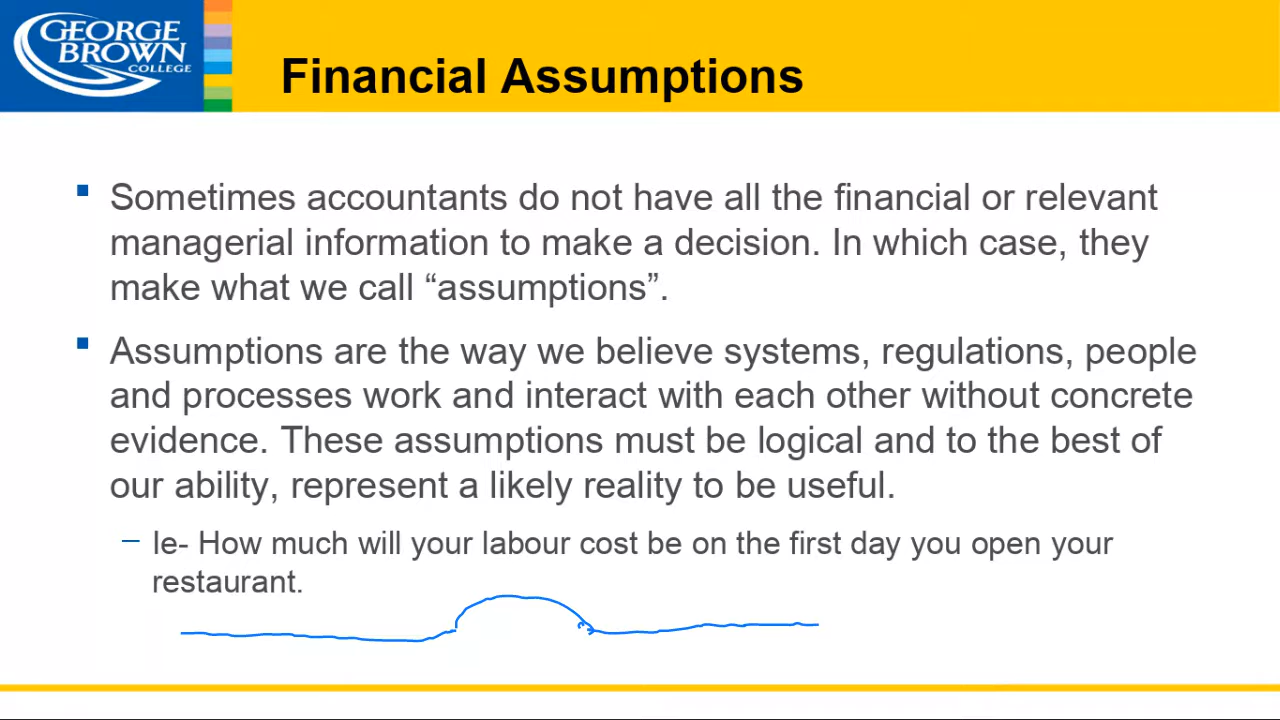 GEORGE
BROWN
COLLEGE
Financial Assumptions
Sometimes accountants do not have all the financial or relevant
managerial information to make a decision. In which case, they
make what we call “assumptions”.
Assumptions are the way we believe systems, regulations, people
and processes work and interact with each other without concrete
evidence. These assumptions must be logical and to the best of
our ability, represent a likely reality to be useful.
– Ie- How much will your labour cost be on the first day you open your
restaurant.